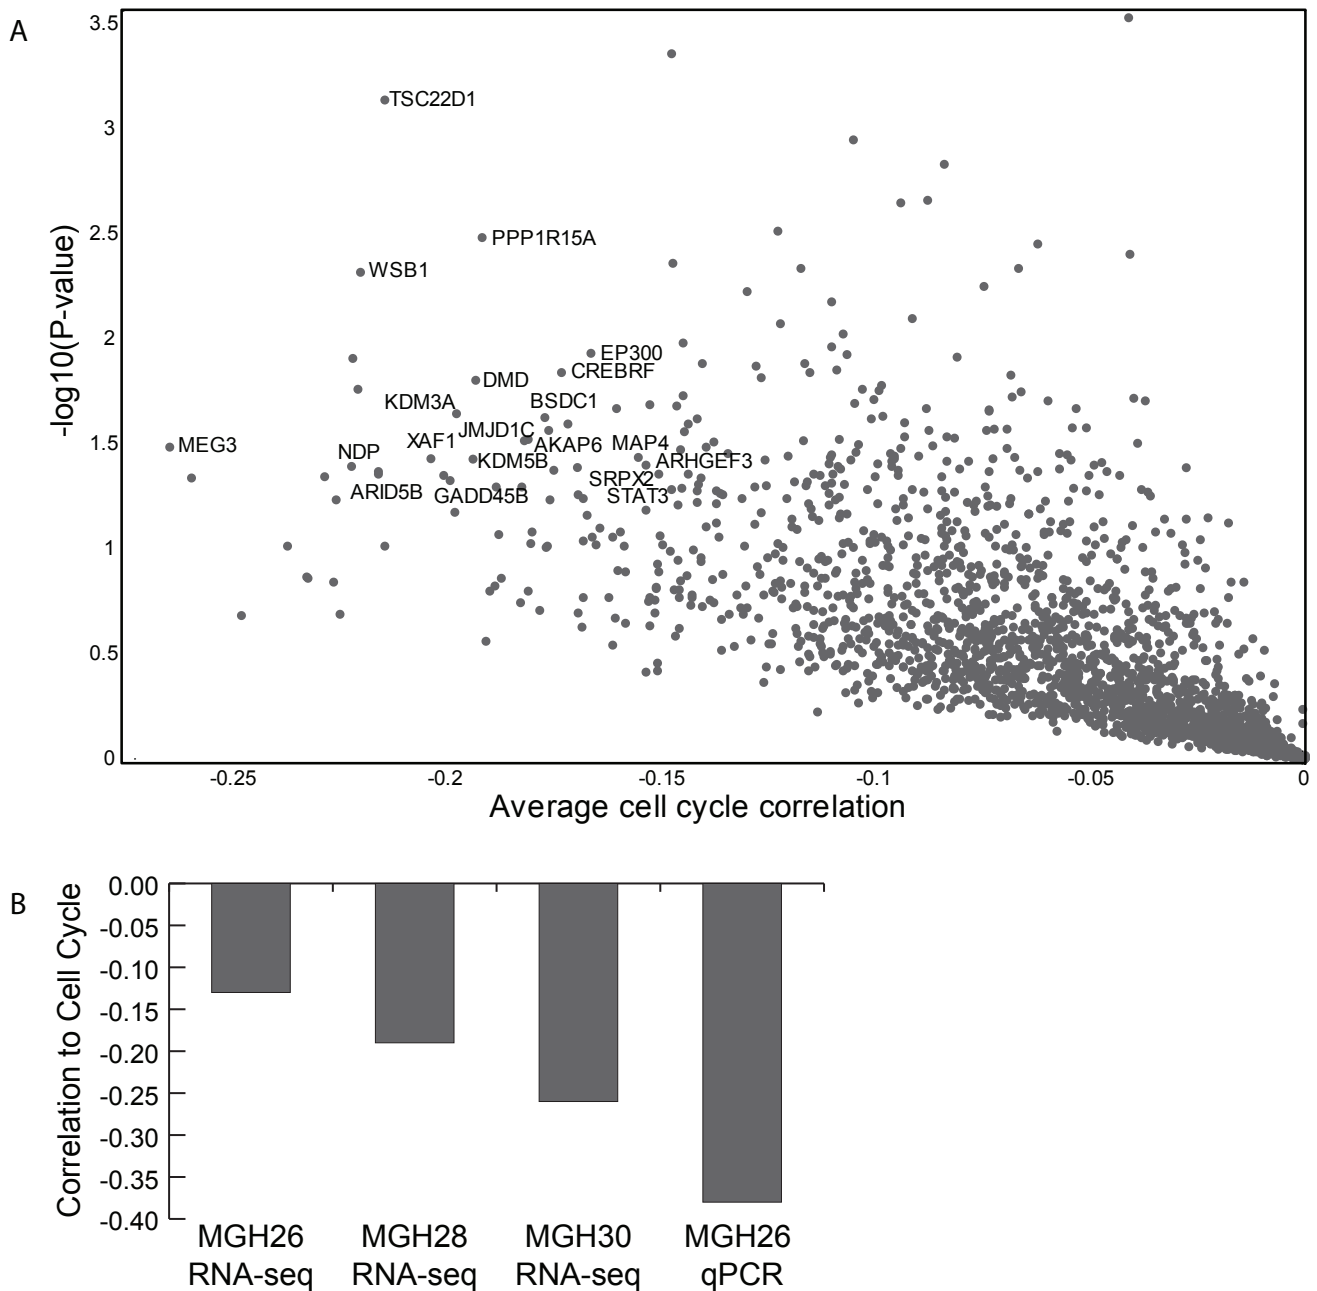 A
3.5
3
2.5
2
1.5
1
0.5
0
-log10(P-value)
TSC22D1
PPP1R15A
WSB1
EP300
CREBRF
DMD
KDM3A
BSDC1
JMJD1C
XAF1
AKAP6
MAP4
MEG3
NDP
KDM5B
ARHGEF3
SRPX2
ARID5B
GADD45B
STAT3
-0.25
-0.2
-0.15
-0.1
-0.05
0
Average cell cycle correlation
B
Correlation to Cell Cycle
0.00
-0.05
-0.10
-0.15
-0.20
-0.25
-0.30
-0.35
-0.40
MGH26
RNA-seq
MGH28
RNA-seq
MGH30
RNA-seq
MGH26
qPCR